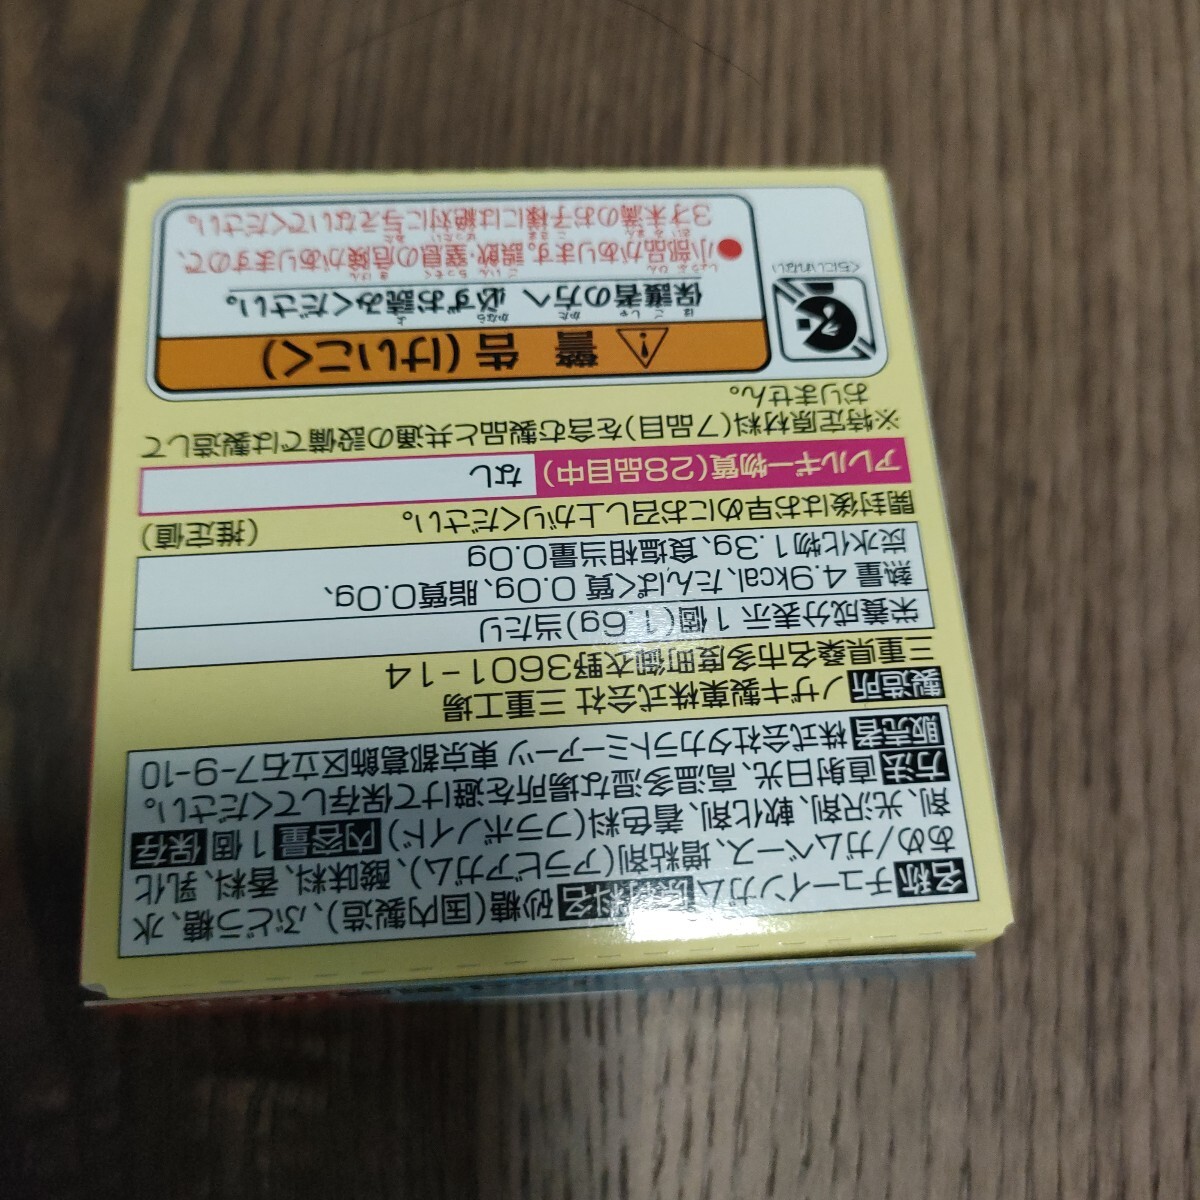 名称 チューインガム 原材料名 砂糖(国内製造)、ぶどう糖、水
あめ/ガムベース、増粘剤(アラビアガム)、酸味料、香料、乳化
剤、光沢剤、軟化剤、着色料(フラボノイド) 内容量 1個 保存
方法 直射日光、高温多湿な場所を避けて保存してください。
販売者 株式会社タカラトミーアーツ 東京都葛飾区立石7-9-10
製造所 ノザキ製菓株式会社 三重工場
三重県桑名市多度町御衣野3601-14
栄養成分表示 1個(1.6g)当たり
熱量4.9kcal、たんぱく質0.0g、脂質0.0g、
炭水化物1.3g、食塩相当量0.0g
(推定値)
開封後はお早めにお召し上がりください。
アレルギー物質(28品目中) なし
※特定原材料(7品目)を含む製品と共通の設備では製造して
おりません。
警告(けいこく)
保護者の方へ 必ずお読みください。
●小部品があります。誤飲・窒息の危険がありますので、
3才未満のお子様には絶対に与えないでください。
くちにいれない